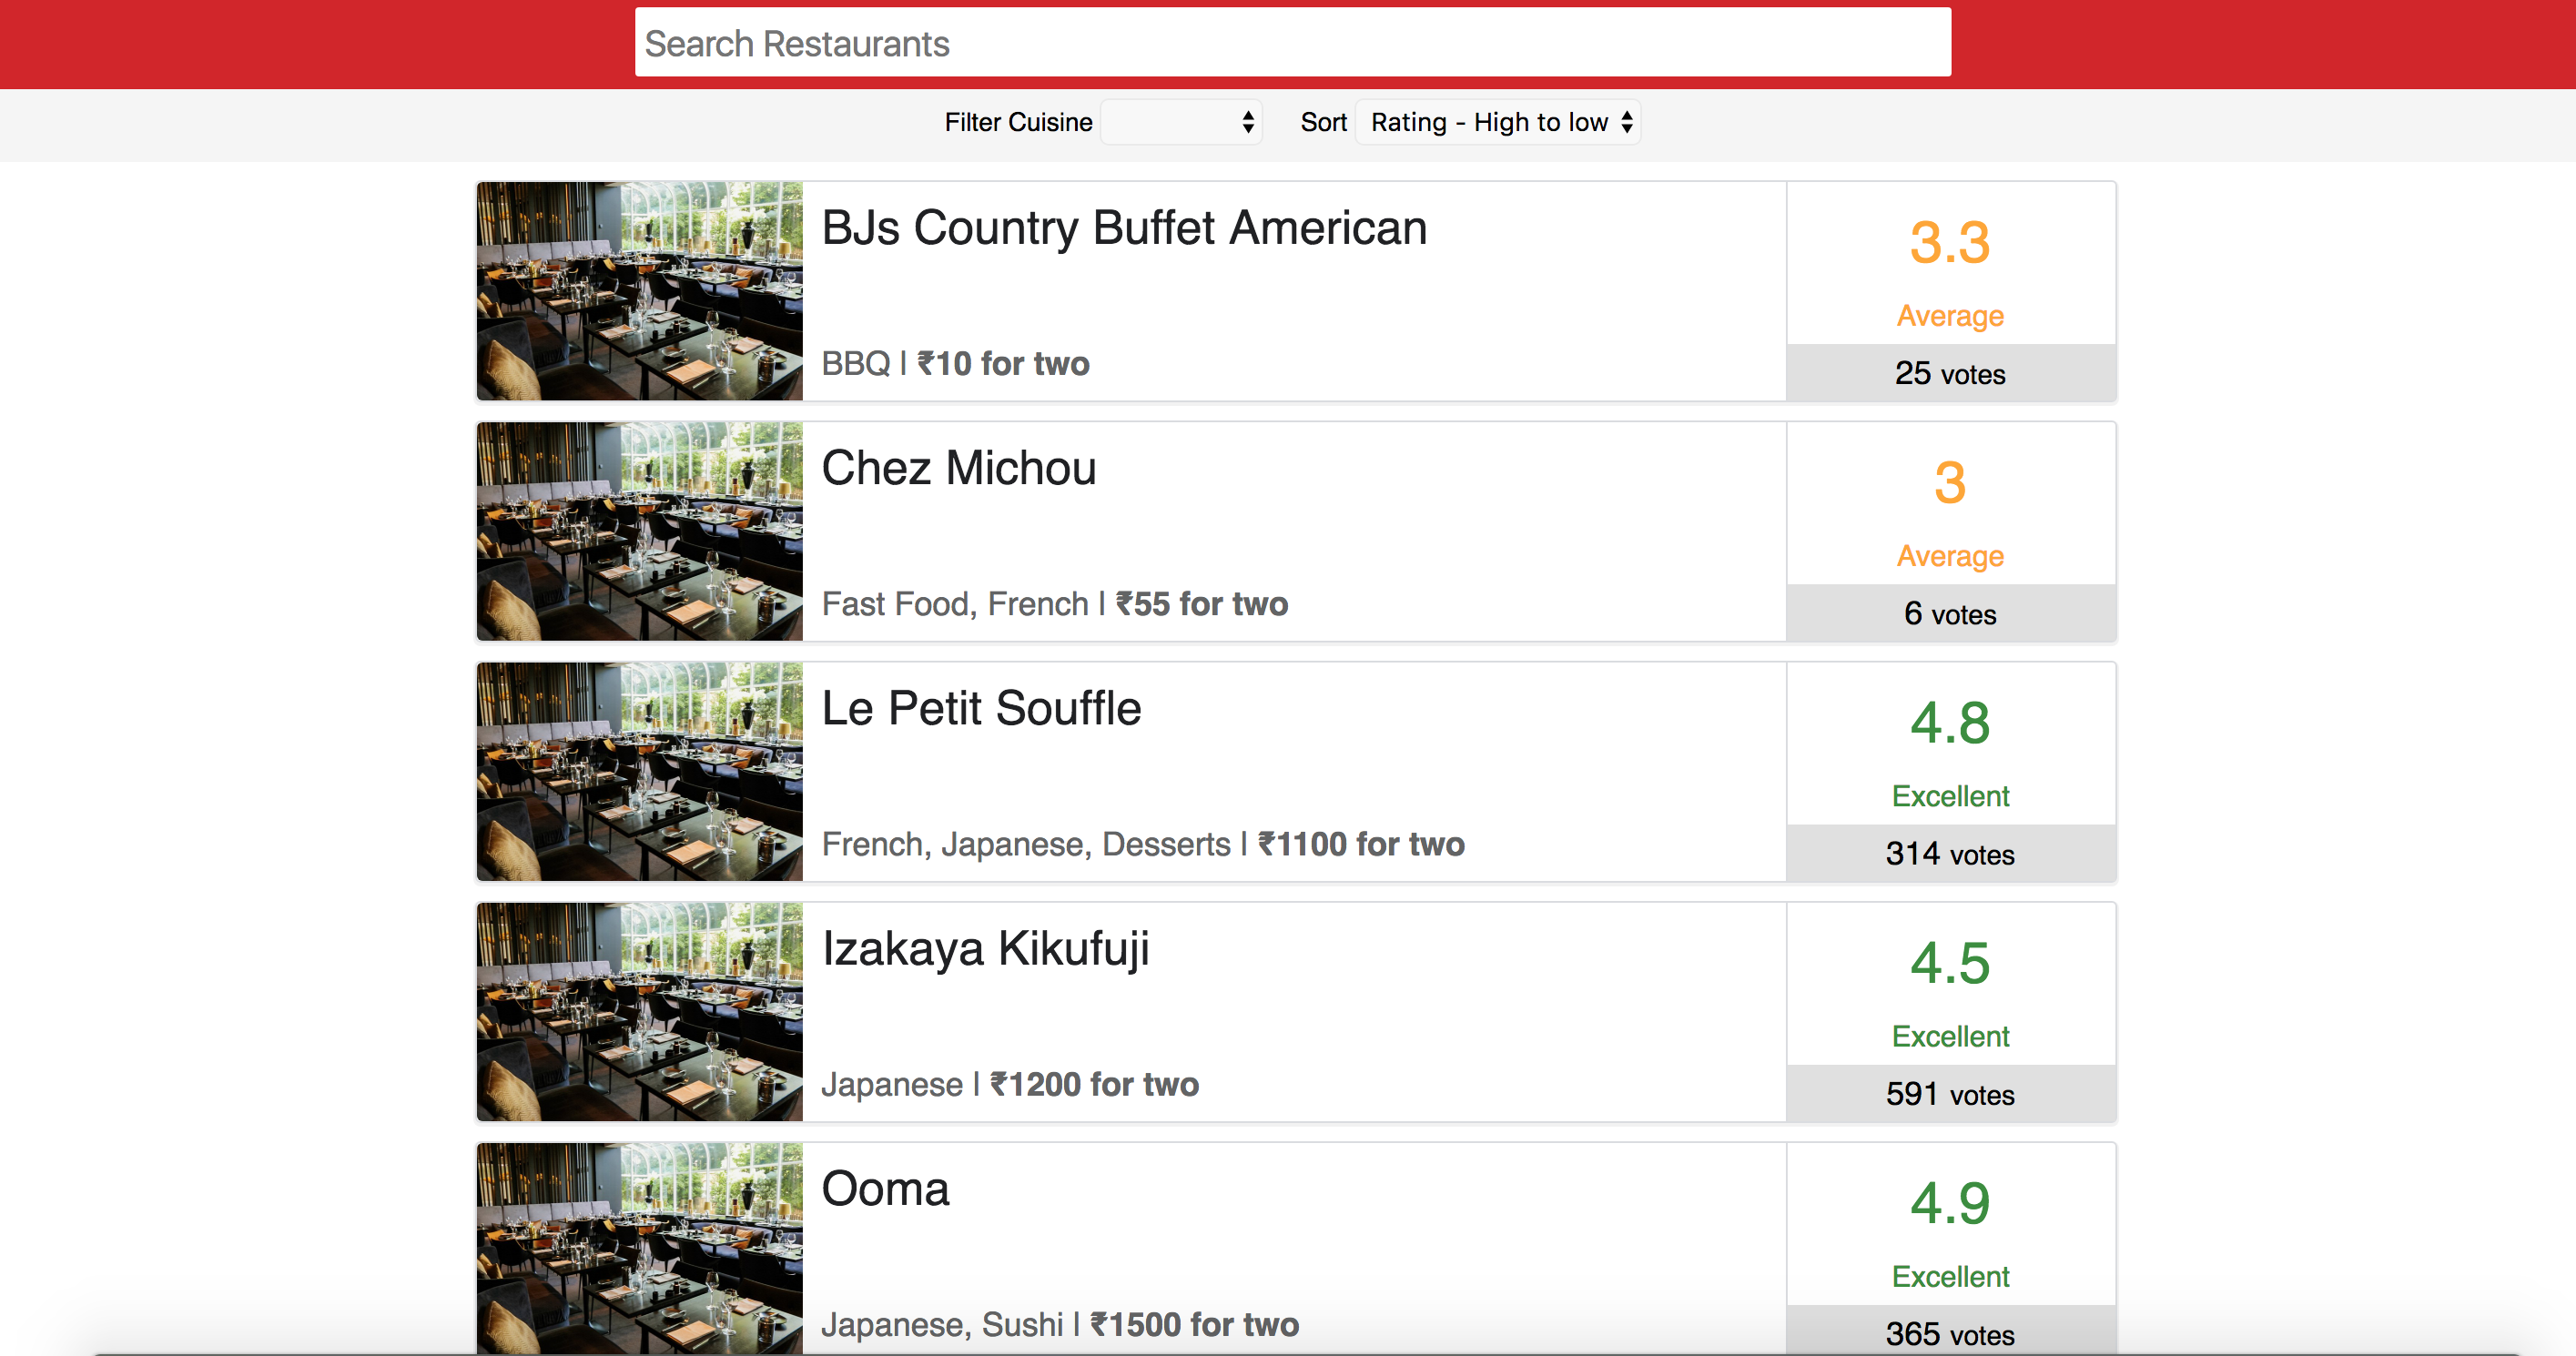 Search Restaurants
Filter Cuisine Sort Rating - High to low
BJs Country Buffet American
3.3
Average
BBQ | ₹10 for two
25 votes
Chez Michou
3
Average
Fast Food, French | ₹55 for two
6 votes
Le Petit Souffle
4.8
Excellent
French, Japanese, Desserts | ₹1100 for two
314 votes
Izakaya Kikufuji
4.5
Excellent
Japanese | ₹1200 for two
591 votes
Ooma
4.9
Excellent
Japanese, Sushi | ₹1500 for two
365 votes